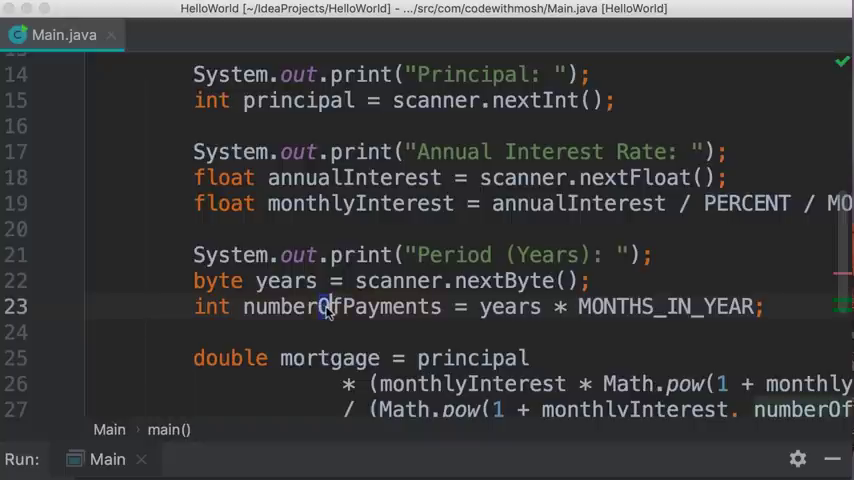 HelloWorld [~/IdeaProjects/HelloWorld] - .../src/com/codewithmosh/Main.java [HelloWorld]
Main.java
14 System.out.print("Principal: ");
15 int principal = scanner.nextInt();
16
17 System.out.print("Annual Interest Rate: ");
18 float annualInterest = scanner.nextFloat();
19 float monthlyInterest = annualInterest / PERCENT / MO
20
21 System.out.print("Period (Years): ");
22 byte years = scanner.nextByte();
23 int numberOfPayments = years * MONTHS_IN_YEAR;
24
25 double mortgage = principal
26 * (monthlyInterest * Math.pow(1 + monthly
27 / (Math.pow(1 + monthlyInterest, numberOf
Main > main()
Run: Main